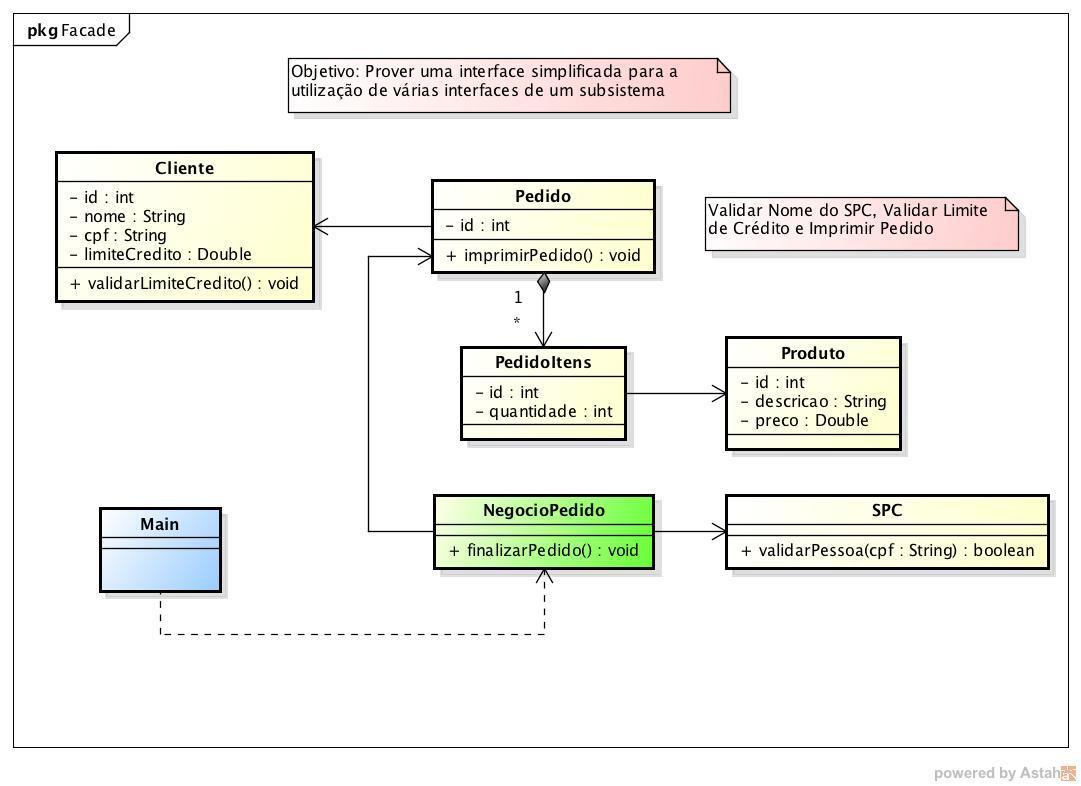 pkg Facade
Objetivo: Prover uma interface simplificada para a
utilização de várias interfaces de um subsistema
Cliente
- id : int
- nome : String
- cpf : String
- limiteCredito : Double
+ validarLimiteCredito() : void
Pedido
- id : int
+ imprimirPedido() : void
Validar Nome do SPC, Validar Limite
de Crédito e Imprimir Pedido
1
*
PedidoItens
- id : int
- quantidade : int
Produto
- id : int
- descricao : String
- preco : Double
Main
NegocioPedido
+ finalizarPedido() : void
SPC
+ validarPessoa(cpf : String) : boolean
powered by Astah